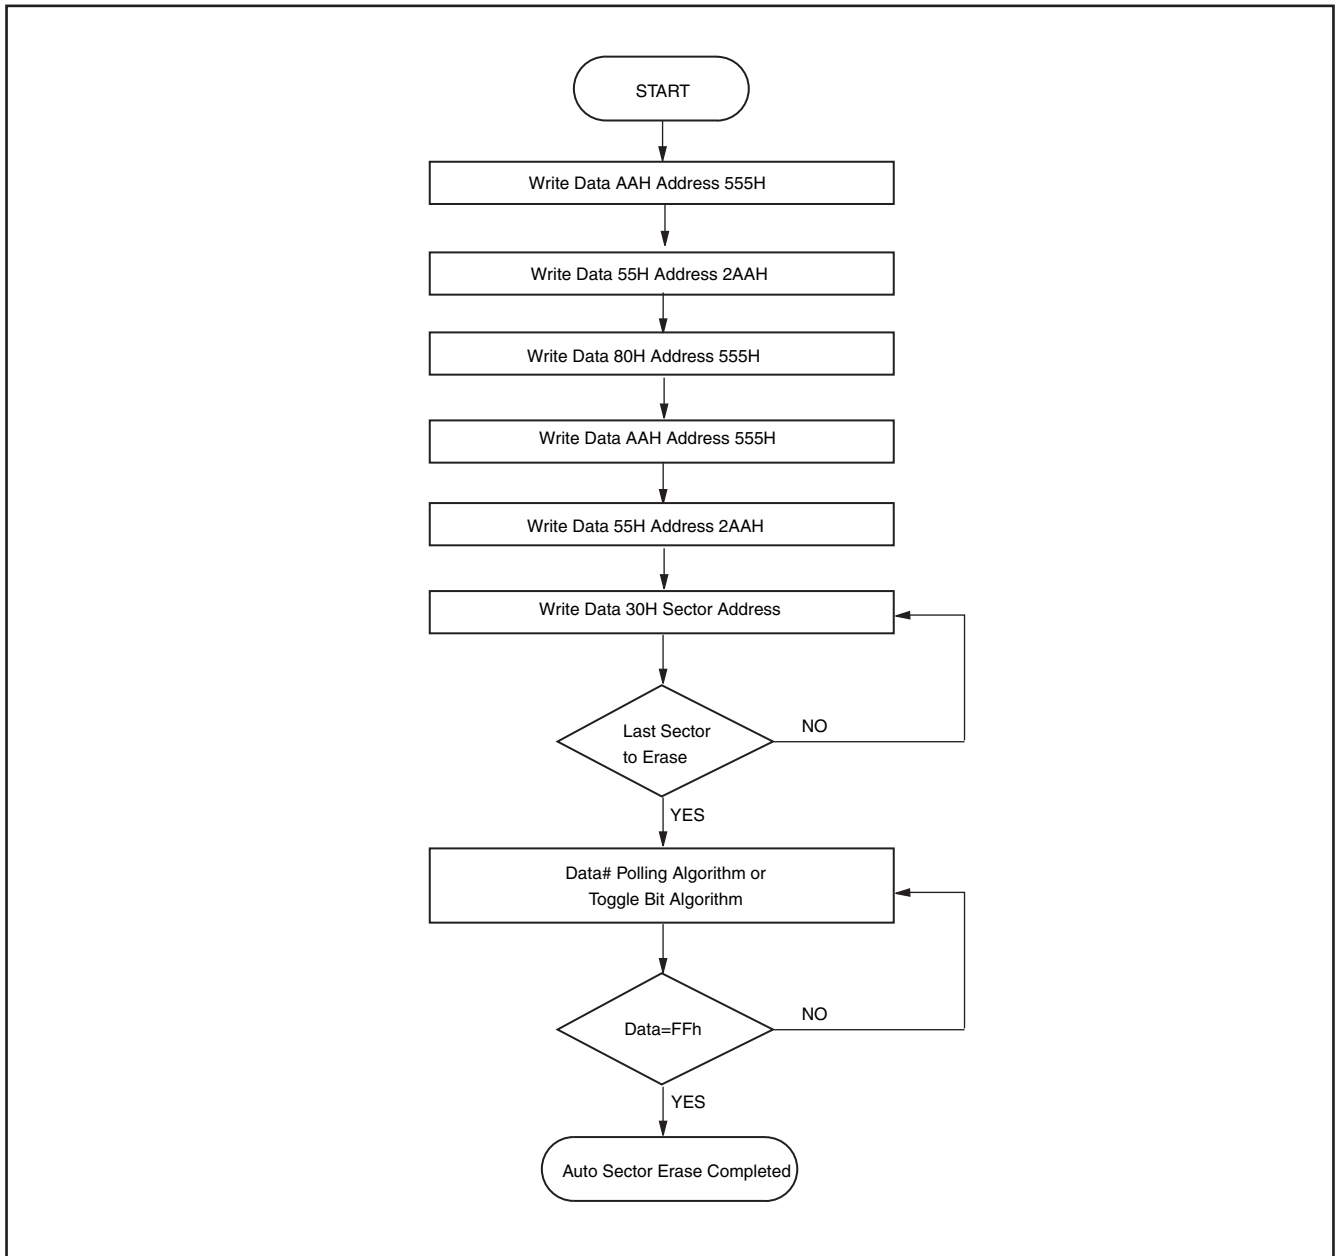 START
Write Data AAH Address 555H
Write Data 55H Address 2AAH
Write Data 80H Address 555H
Write Data AAH Address 555H
Write Data 55H Address 2AAH
Write Data 30H Sector Address
Last Sector
to Erase
NO
YES
Data# Polling Algorithm or
Toggle Bit Algorithm
Data=FFh
NO
YES
Auto Sector Erase Completed